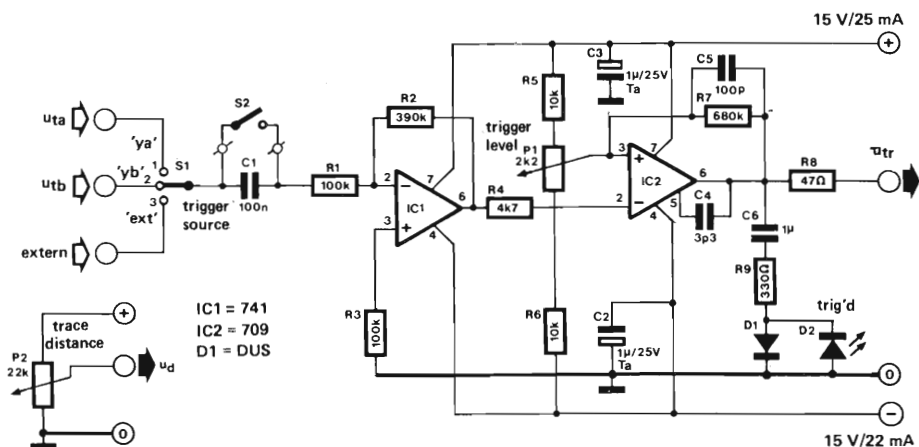 15 V/25 mA
+
C3
1µ/25V
Ta
C5
100p
R7
680k
R5
10k
R2
390k
S2
uta
'ya'
1
S1
utb
'yb'
2
'ext'
3
trigger
source
C1
100n
R1
100k
2
−
7
6
IC1
3
+
4
R4
4k7
trigger
level
P1
2k2
3
+
7
IC2
6
2
−
4
5
C4
3p3
R8
47Ω
utr
C6
1µ
R9
330Ω
trig'd
D1
D2
extern
R3
100k
R6
10k
C2
1µ/25V
Ta
0
−
15 V/22 mA
IC1 = 741
IC2 = 709
D1 = DUS
trace
distance
+
P2
22k
ud
0